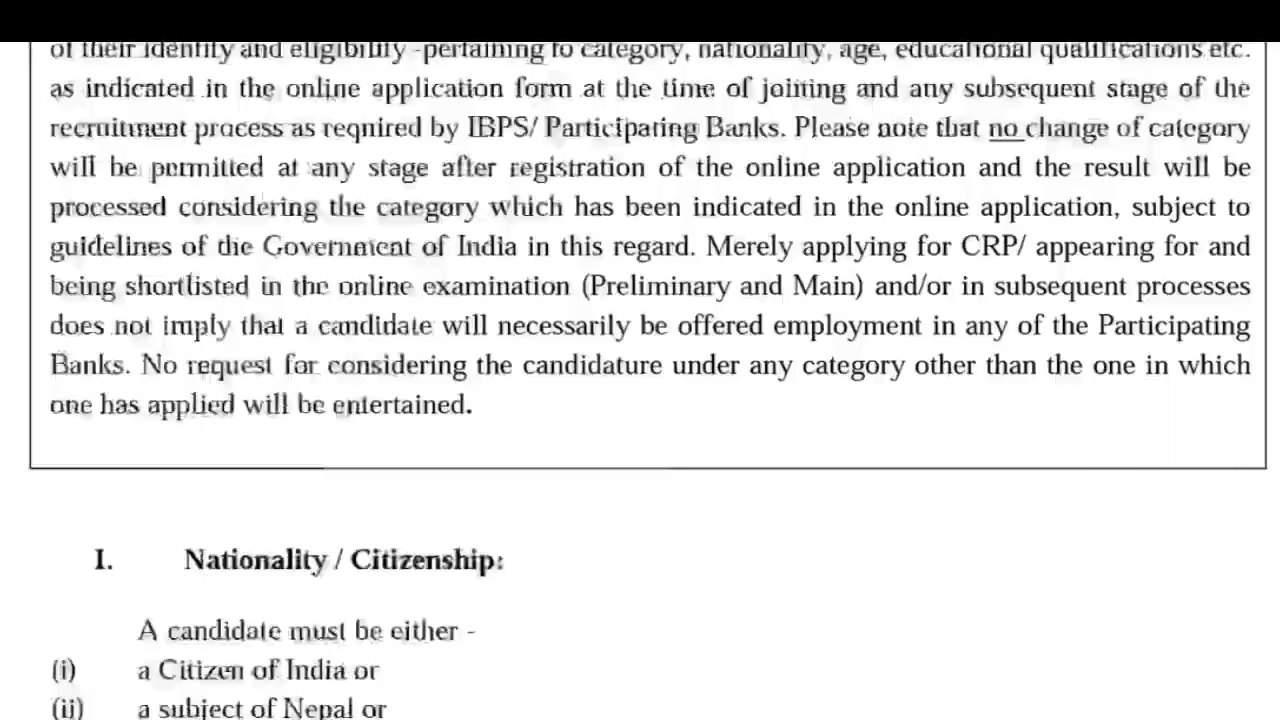 of their identity and eligibility -pertaining to category, nationality, age, educational qualifications etc.
as indicated in the online application form at the time of joining and any subsequent stage of the
recruitment process as required by IBPS/ Participating Banks. Please note that no change of category
will be permitted at any stage after registration of the online application and the result will be
processed considering the category which has been indicated in the online application, subject to
guidelines of the Government of India in this regard. Merely applying for CRP/ appearing for and
being shortlisted in the online examination (Preliminary and Main) and/or in subsequent processes
does not imply that a candidate will necessarily be offered employment in any of the Participating
Banks. No request for considering the candidature under any category other than the one in which
one has applied will be entertained.
I. Nationality / Citizenship:
A candidate must be either -
(i) a Citizen of India or
(ii) a subject of Nepal or